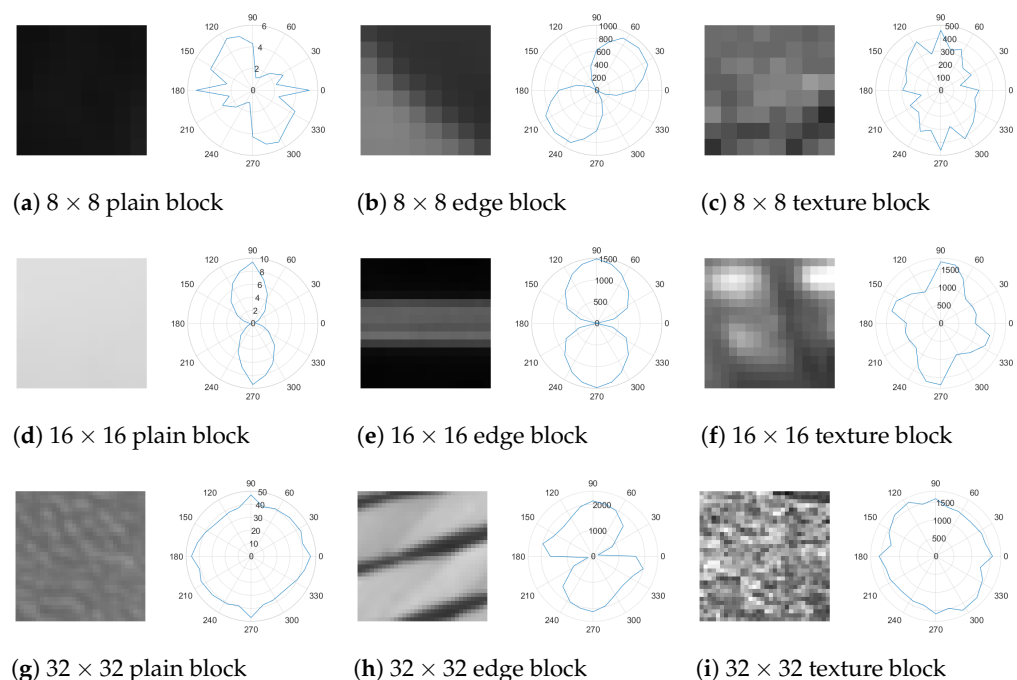 90
120 6 60
150 4 30
2
180 0 0
210 330
240 300
270
90
120 1000 60
800
150 600 30
400
200
180 0 0
210 330
240 300
270
90
120 500 60
400
150 300 30
200
100
180 0 0
210 330
240 300
270
(a) 8 × 8 plain block
(b) 8 × 8 edge block
(c) 8 × 8 texture block
90
120 10 60
8
150 6 30
4
2
180 0 0
210 330
240 300
270
90
120 1500 60
150 1000 30
500
180 0 0
210 330
240 300
270
90
120 60
1500
150 1000 30
500
180 0 0
210 330
240 300
270
(d) 16 × 16 plain block
(e) 16 × 16 edge block
(f) 16 × 16 texture block
90
120 50 60
40
150 30 30
20
10
180 0 0
210 330
240 300
270
90
120 60
2000
150 30
1000
180 0 0
210 330
240 300
270
90
120 60
1500
150 1000 30
500
180 0 0
210 330
240 300
270
(g) 32 × 32 plain block
(h) 32 × 32 edge block
(i) 32 × 32 texture block